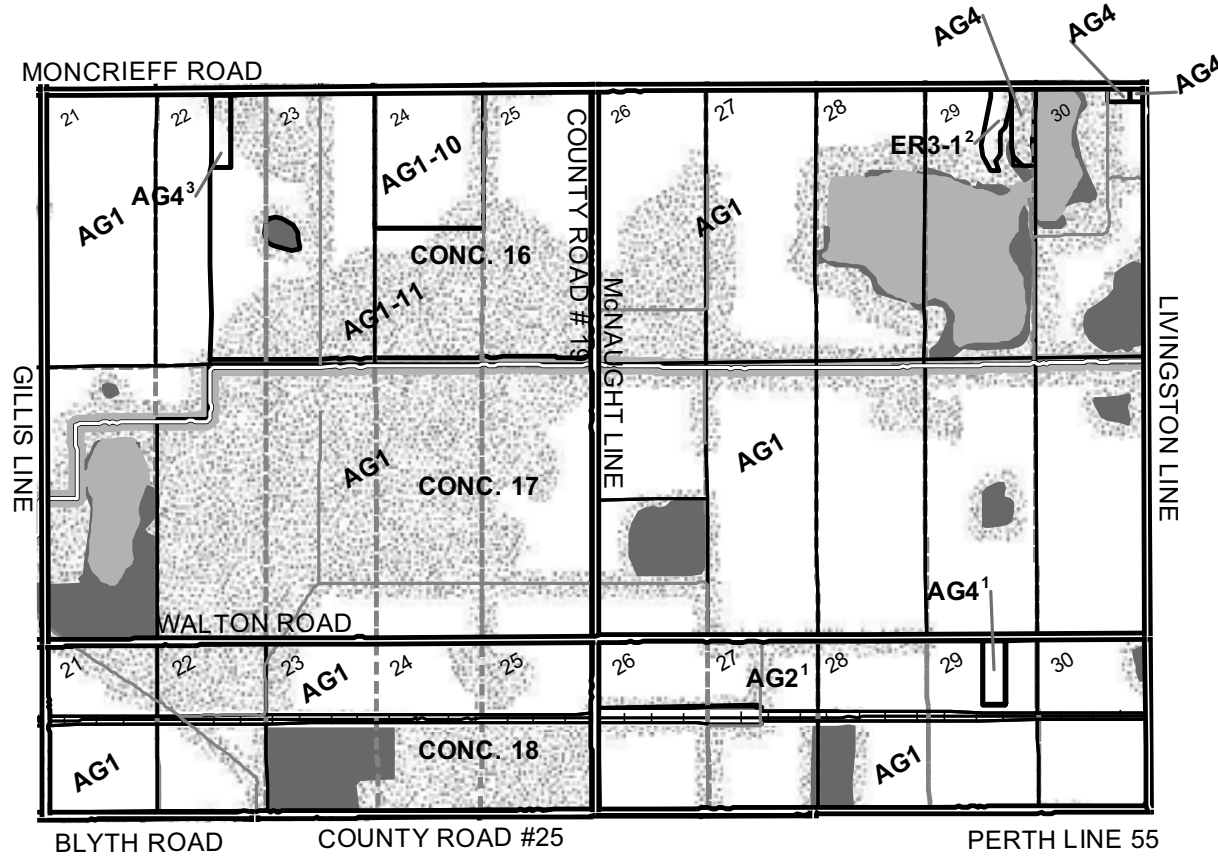 AG4
AG4
AG4
MONCRIEFF ROAD
21
22
23
24
25
26
27
28
29
30
COUNTY ROAD # 19
ER3-1²
AG1-10
AG4³
AG1
AG1
CONC. 16
AG1-11
McNAUGHT LINE
LIVINGSTON LINE
GILLIS LINE
AG1
AG1
CONC. 17
AG4¹
WALTON ROAD
21
22
23
24
25
26
27
28
29
30
AG1
AG2¹
CONC. 18
AG1
AG1
BLYTH ROAD
COUNTY ROAD #25
PERTH LINE 55